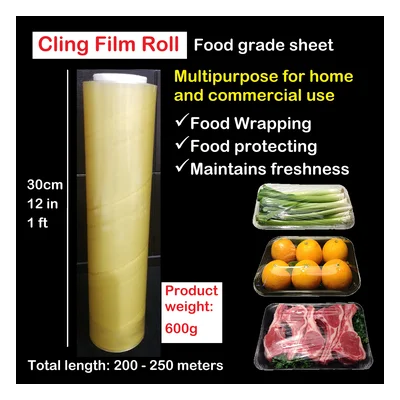 Cling Film Roll Food grade sheet
Multipurpose for home
and commercial use
✓Food Wrapping
✓Food protecting
✓Maintains freshness
30cm
12 in
1 ft
Product
weight:
600g
Total length: 200 - 250 meters